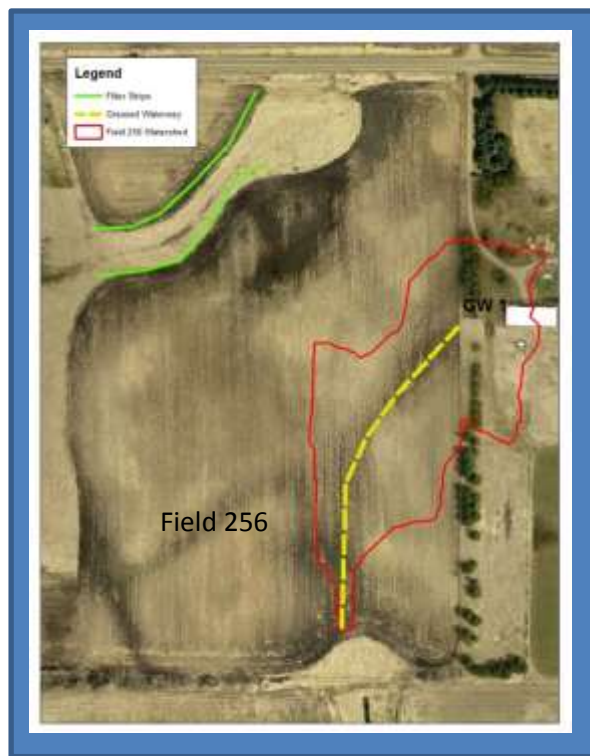 Legend
Filter Strips
Grassed Waterway
Field 256 Watershed
GW 1
Field 256